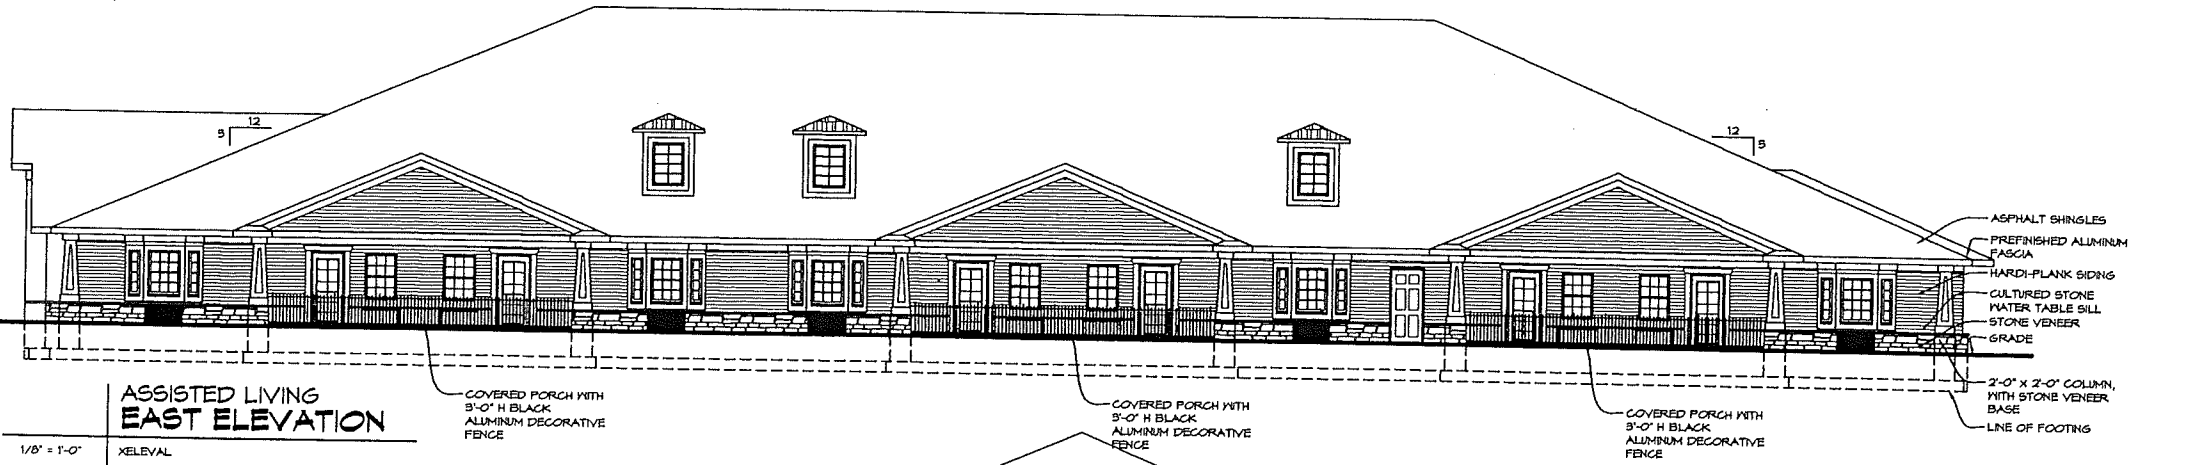 12
5
12
5
ASPHALT SHINGLES
PREFINISHED ALUMINUM
FASCIA
HARDI-PLANK SIDING
CULTURED STONE
WATER TABLE SILL
STONE VENEER
GRADE
2'-0" X 2'-0" COLUMN,
WITH STONE VENEER
BASE
LINE OF FOOTING
COVERED PORCH WITH
3'-0" H BLACK
ALUMINUM DECORATIVE
FENCE
COVERED PORCH WITH
3'-0" H BLACK
ALUMINUM DECORATIVE
FENCE
COVERED PORCH WITH
3'-0" H BLACK
ALUMINUM DECORATIVE
FENCE
ASSISTED LIVING
EAST ELEVATION
1/8" = 1'-0"
XELEVAL